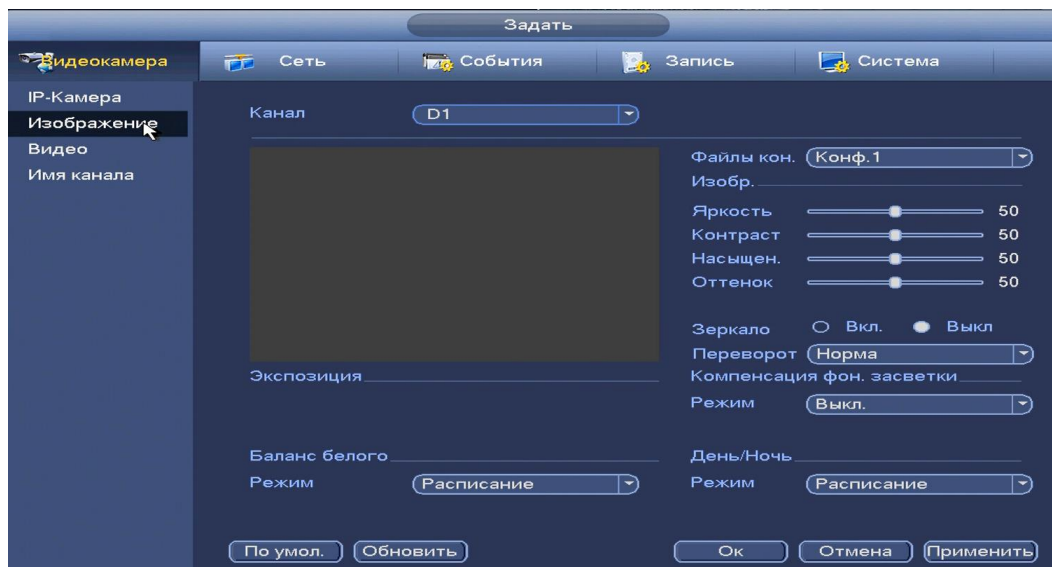 Задать
Видеокамера Сеть События Запись Система
IP-Камера
Изображение
Видео
Имя канала
Канал D1
Файлы кон. Конф.1
Изобр.
Яркость 50
Контраст 50
Насыщен. 50
Оттенок 50
Зеркало Вкл. Выкл
Переворот Норма
Экспозиция Компенсация фон. засветки
Режим Выкл.
Баланс белого День/Ночь
Режим Расписание Режим Расписание
По умол. Обновить Ок Отмена Применить